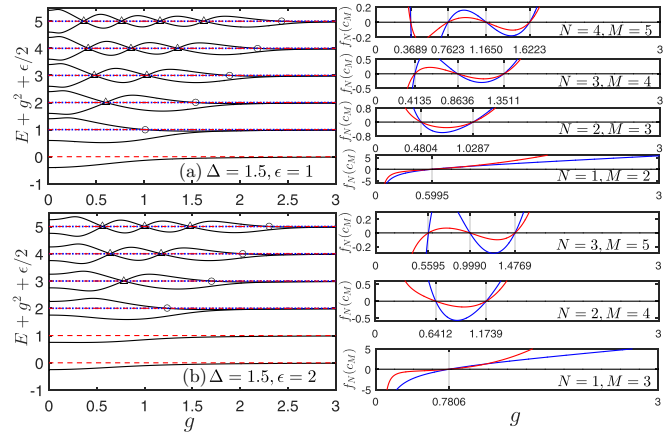 E + g² + ϵ/2
5
4
3
2
1
0
-1
0 0.5 1 1.5 2 2.5 3
(a) Δ = 1.5, ϵ = 1
E + g² + ϵ/2
5
4
3
2
1
0
-1
0 0.5 1 1.5 2 2.5 3
(b) Δ = 1.5, ϵ = 2
g
f_N(c_M)
0.2
0
-0.2
N = 4, M = 5
0 0.3689 0.7623 1.1650 1.6223 3
f_N(c_M)
0.2
0
-0.2
N = 3, M = 4
0 0.4135 0.8636 1.3511 3
f_N(c_M)
0.8
0
-0.8
N = 2, M = 3
0 0.4804 1.0287 3
f_N(c_M)
5
0
-5
N = 1, M = 2
0 0.5995 3
f_N(c_M)
0.2
0
-0.2
N = 3, M = 5
0 0.5595 0.9990 1.4769 3
f_N(c_M)
0.6
0
-0.6
N = 2, M = 4
0 0.6412 1.1739 3
f_N(c_M)
5
0
-5
N = 1, M = 3
0 0.7806 3
g